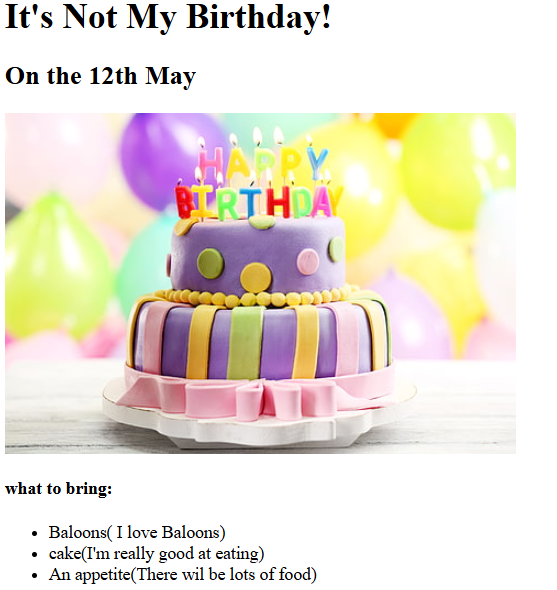 It's Not My Birthday!
On the 12th May
HAPPY
BIRTHDAY
what to bring:
Baloons( I love Baloons)
cake(I'm really good at eating)
An appetite(There wil be lots of food)